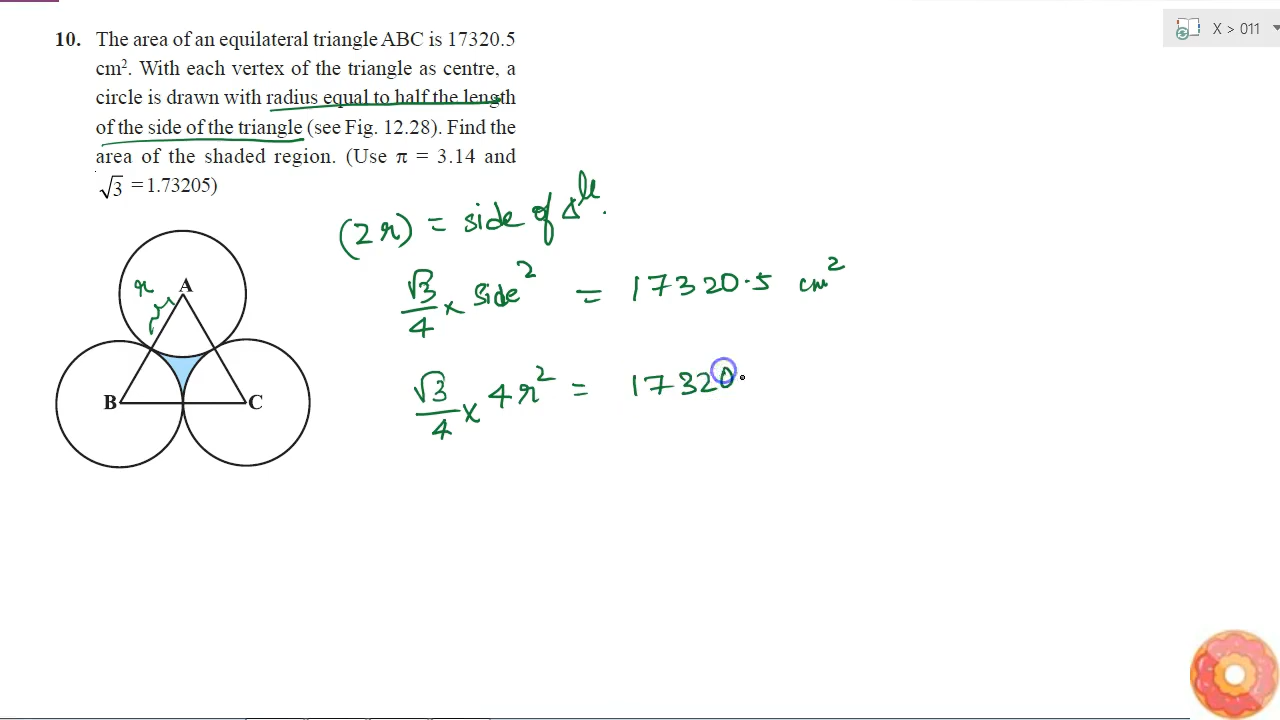 10. The area of an equilateral triangle ABC is 17320.5
cm². With each vertex of the triangle as centre, a
circle is drawn with radius equal to half the length
of the side of the triangle (see Fig. 12.28). Find the
area of the shaded region. (Use π = 3.14 and
√3 = 1.73205)
X > 011
(2r) = side of Δle.
√3/4 × side² = 17320.5 cm²
√3/4 × 4r² = 17320.
r
A
B
C